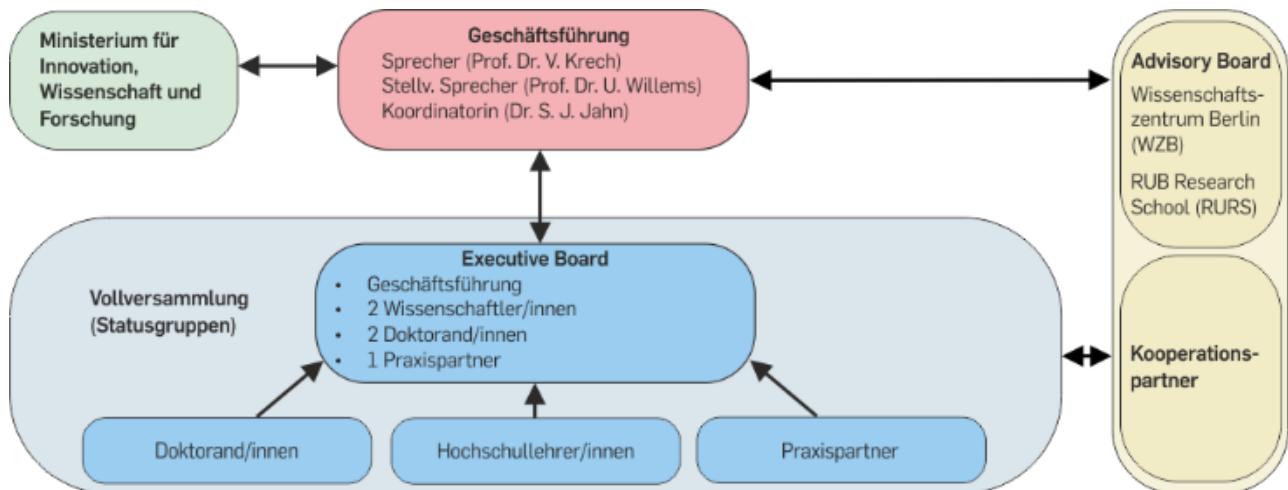 Ministerium für
Innovation,
Wissenschaft und
Forschung
Geschäftsführung
Sprecher (Prof. Dr. V. Krech)
Stellv. Sprecher (Prof. Dr. U. Willems)
Koordinatorin (Dr. S. J. Jahn)
Advisory Board
Wissenschafts-
zentrum Berlin
(WZB)
RUB Research
School (RURS)
Vollversammlung
(Statusgruppen)
Executive Board
• Geschäftsführung
• 2 Wissenschaftler/innen
• 2 Doktorand/innen
• 1 Praxispartner
Kooperations-
partner
Doktorand/innen
Hochschullehrer/innen
Praxispartner